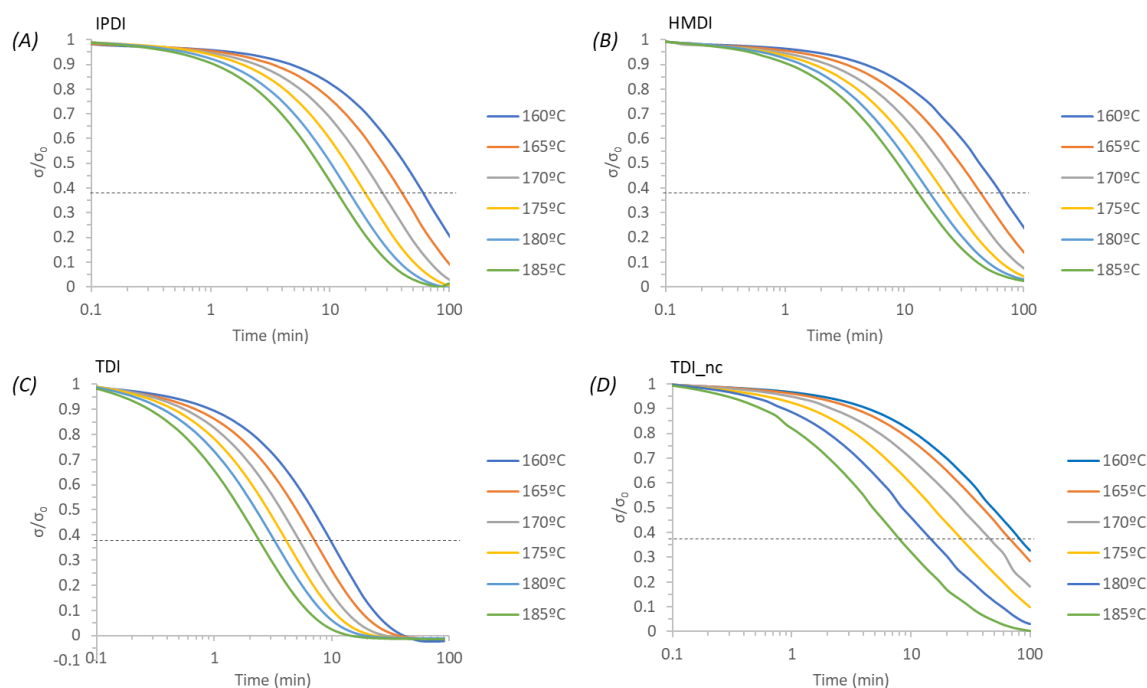 (A) IPDI
σ/σ0
1
0.9
0.8
0.7
0.6
0.5
0.4
0.3
0.2
0.1
0
0.1 1 10 100
Time (min)
160ºC
165ºC
170ºC
175ºC
180ºC
185ºC
(B) HMDI
σ/σ0
1
0.9
0.8
0.7
0.6
0.5
0.4
0.3
0.2
0.1
0
0.1 1 10 100
Time (min)
160ºC
165ºC
170ºC
175ºC
180ºC
185ºC
(C) TDI
σ/σ0
1
0.9
0.8
0.7
0.6
0.5
0.4
0.3
0.2
0.1
0
-0.1
0.1 1 10 100
Time (min)
160ºC
165ºC
170ºC
175ºC
180ºC
185ºC
(D) TDI_nc
σ/σ0
1
0.9
0.8
0.7
0.6
0.5
0.4
0.3
0.2
0.1
0
0.1 1 10 100
Time (min)
160ºC
165ºC
170ºC
175ºC
180ºC
185ºC